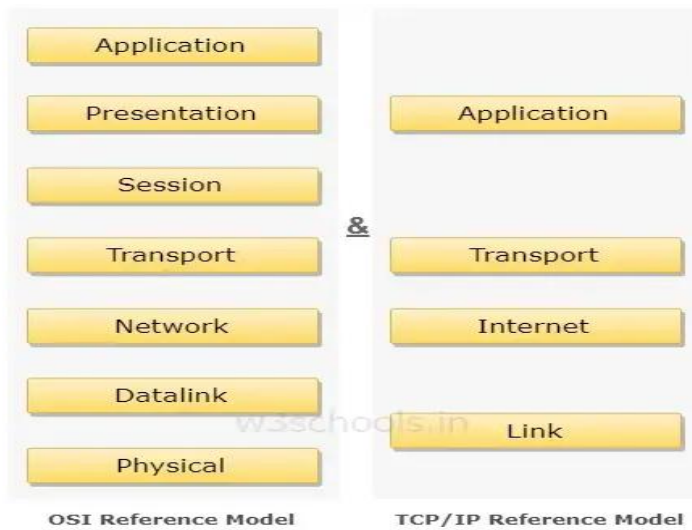 Application
Presentation
Session
Transport
Network
Datalink
Physical
OSI Reference Model
&
Application
Transport
Internet
Link
TCP/IP Reference Model
w3schools.in